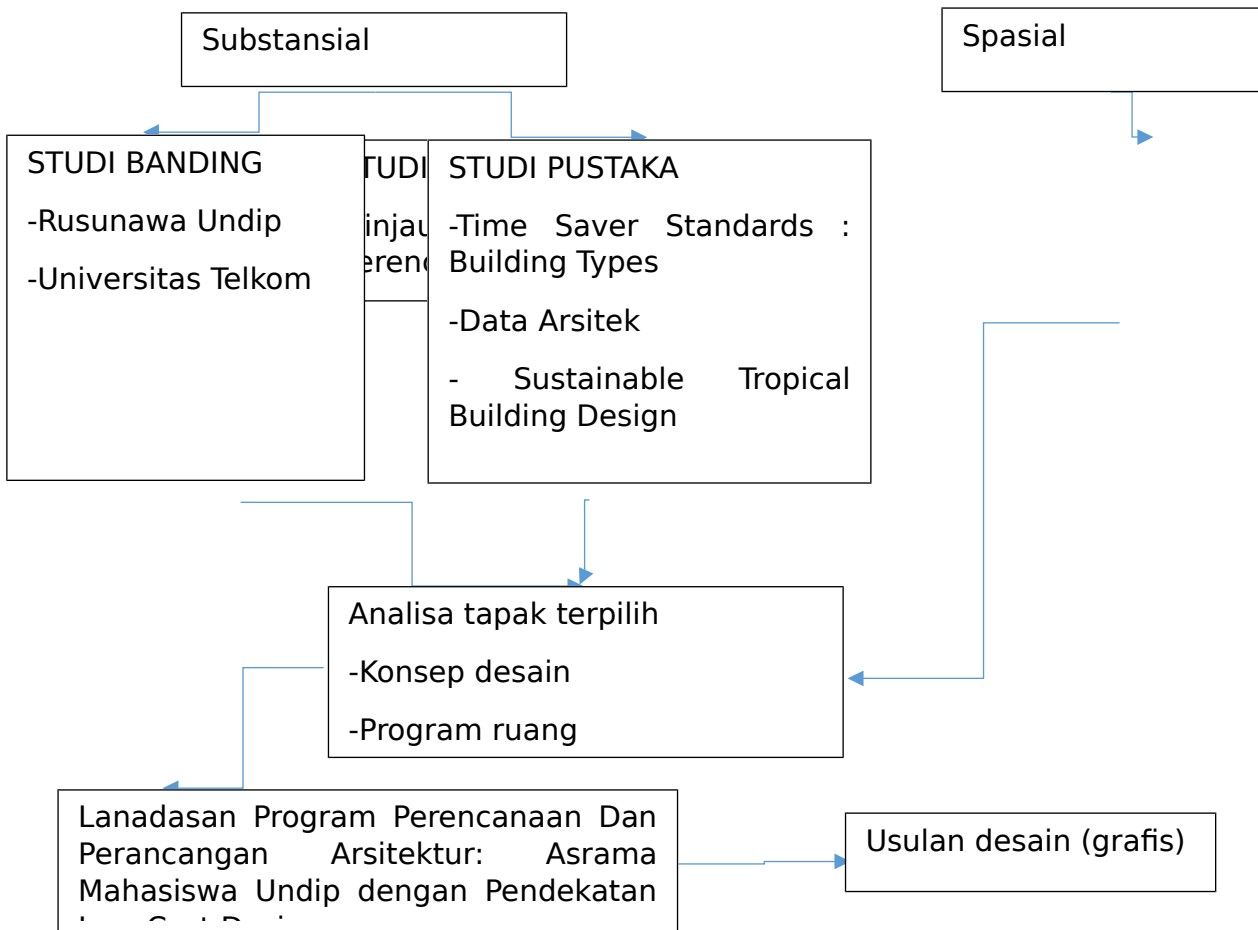 Substansial
Spasial
STUDI BANDING
-Rusunawa Undip
-Universitas Telkom
STUDI PUSTAKA
-Time Saver Standards :
Building Types
-Data Arsitek
- Sustainable Tropical
Building Design
Analisa tapak terpilih
-Konsep desain
-Program ruang
Lanadasan Program Perencanaan Dan
Perancangan Arsitektur: Asrama
Mahasiswa Undip dengan Pendekatan
Usulan desain (grafis)